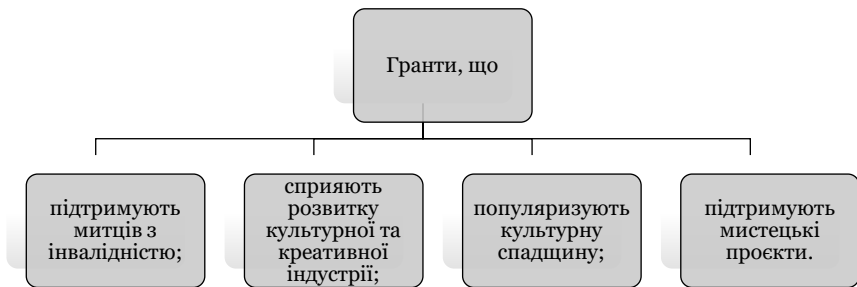 Гранти, що
підтримують
митців з
інвалідністю;
сприяють
розвитку
культурної та
креативної
індустрії;
популяризують
культурну
спадщину;
підтримують
мистецькі
проєкти.